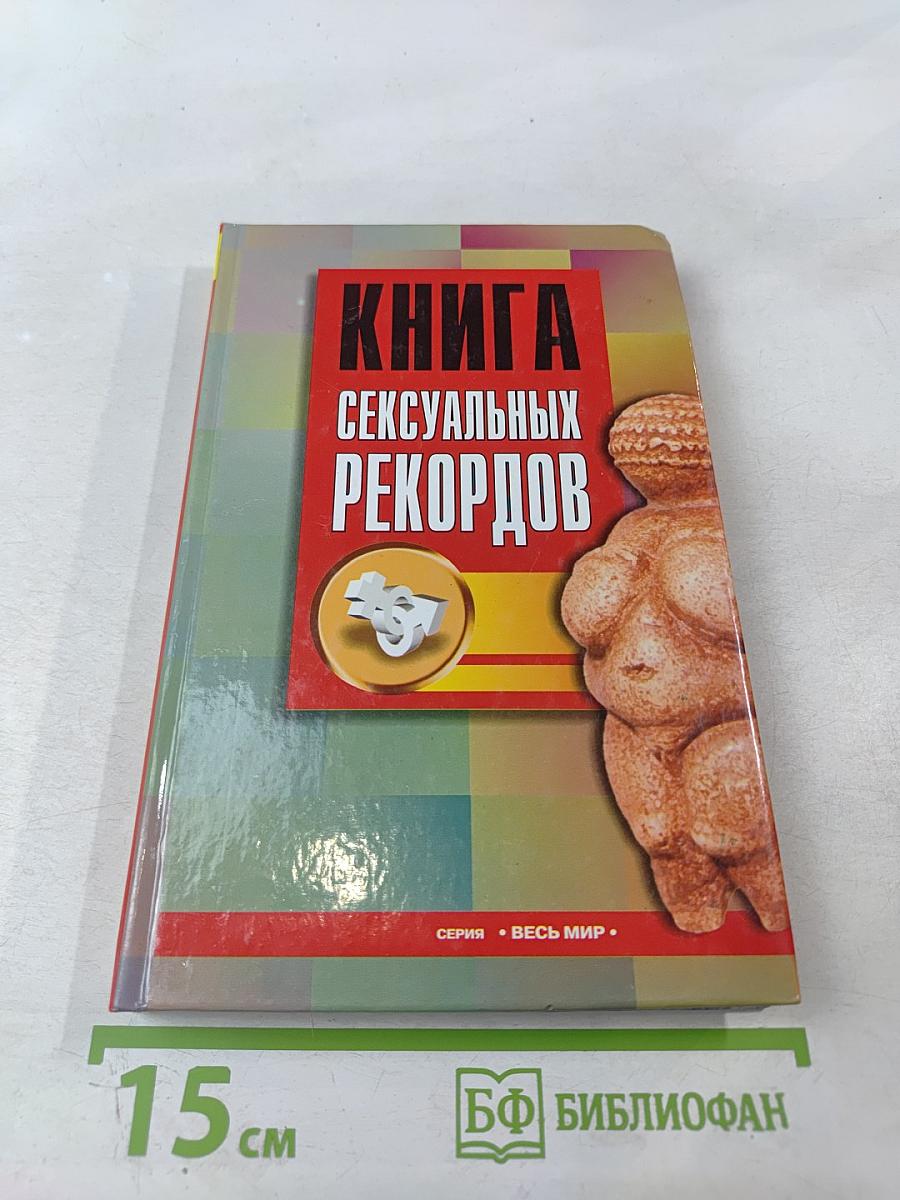 КНИГА
СЕКСУАЛЬНЫХ
РЕКОРДОВ
СЕРИЯ • ВЕСЬ МИР •
15 см
БФ БИБЛИОФАН